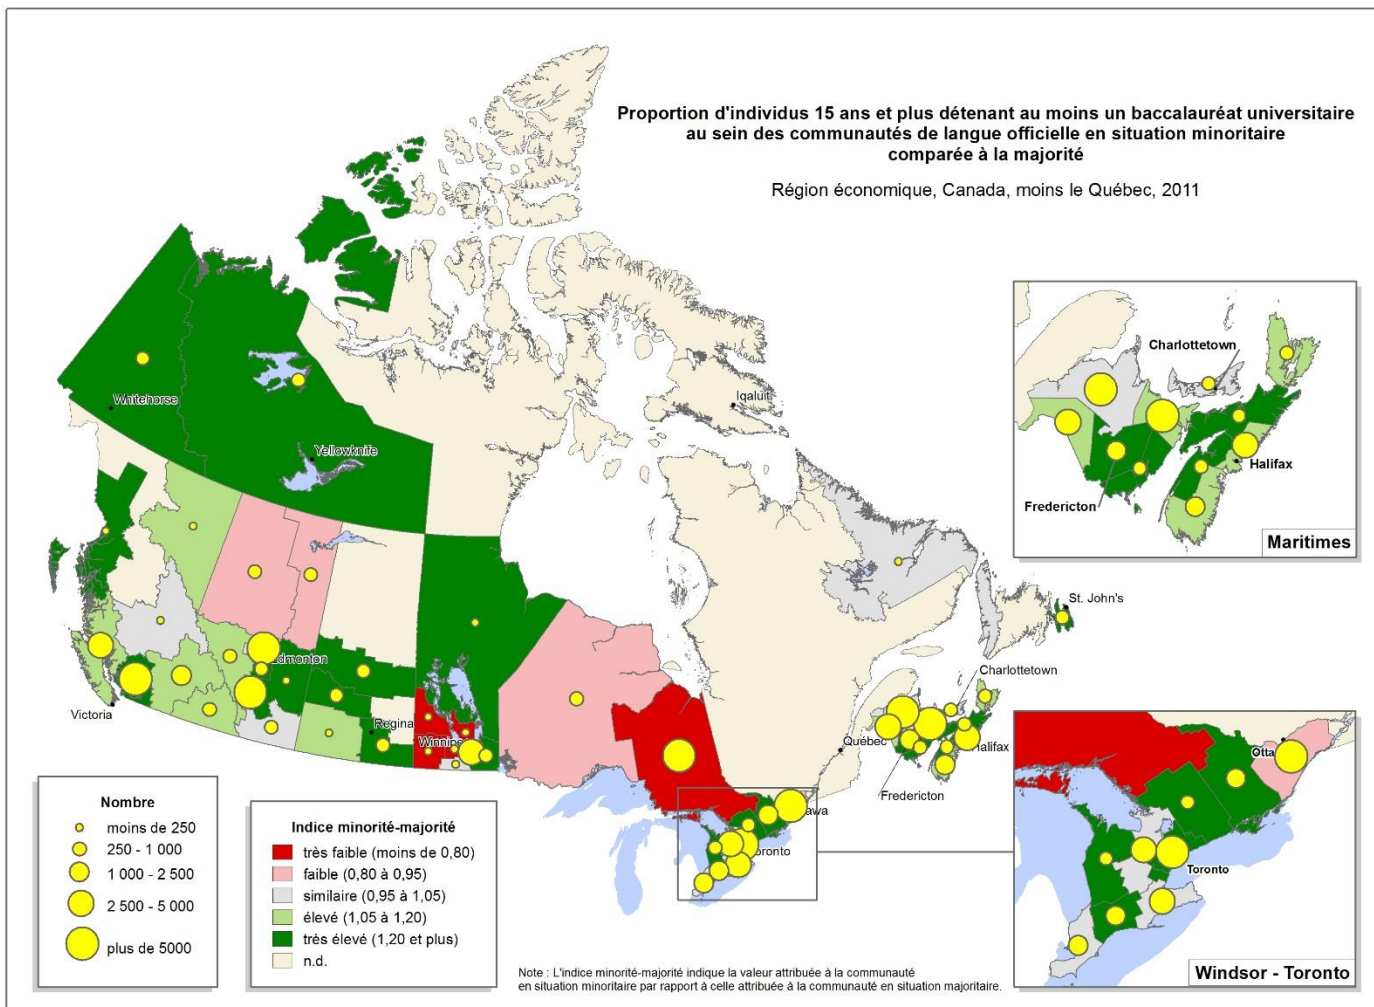 Proportion d'individus 15 ans et plus détenant au moins un baccalauréat universitaire
au sein des communautés de langue officielle en situation minoritaire
comparée à la majorité
Région économique, Canada, moins le Québec, 2011
Whitehorse
Yellowknife
Iqaluit
Edmonton
Victoria
Regina
Winnipeg
St. John's
Charlottetown
Québec
Halifax
Fredericton
Ottawa
Toronto
Charlottetown
Halifax
Fredericton
Maritimes
Otta
Toronto
Windsor - Toronto
Nombre
moins de 250
250 - 1 000
1 000 - 2 500
2 500 - 5 000
plus de 5000
Indice minorité-majorité
très faible (moins de 0,80)
faible (0,80 à 0,95)
similaire (0,95 à 1,05)
élevé (1,05 à 1,20)
très élevé (1,20 et plus)
n.d.
Note : L'indice minorité-majorité indique la valeur attribuée à la communauté
en situation minoritaire par rapport à celle attribuée à la communauté en situation majoritaire.